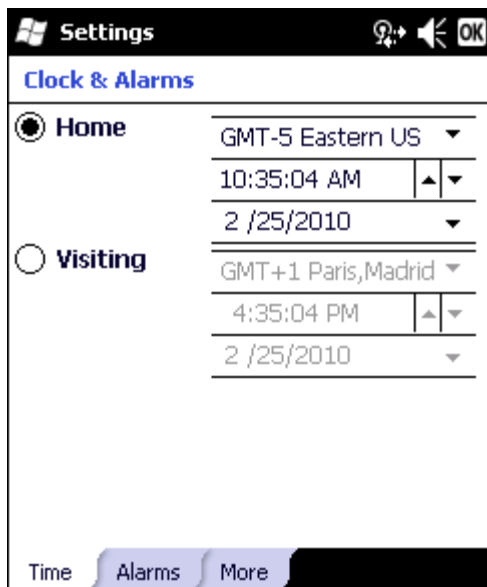 Settings OK
Clock & Alarms
Home
GMT-5 Eastern US
10:35:04 AM
2 /25/2010
Visiting
GMT+1 Paris,Madrid
4:35:04 PM
2 /25/2010
Time Alarms More